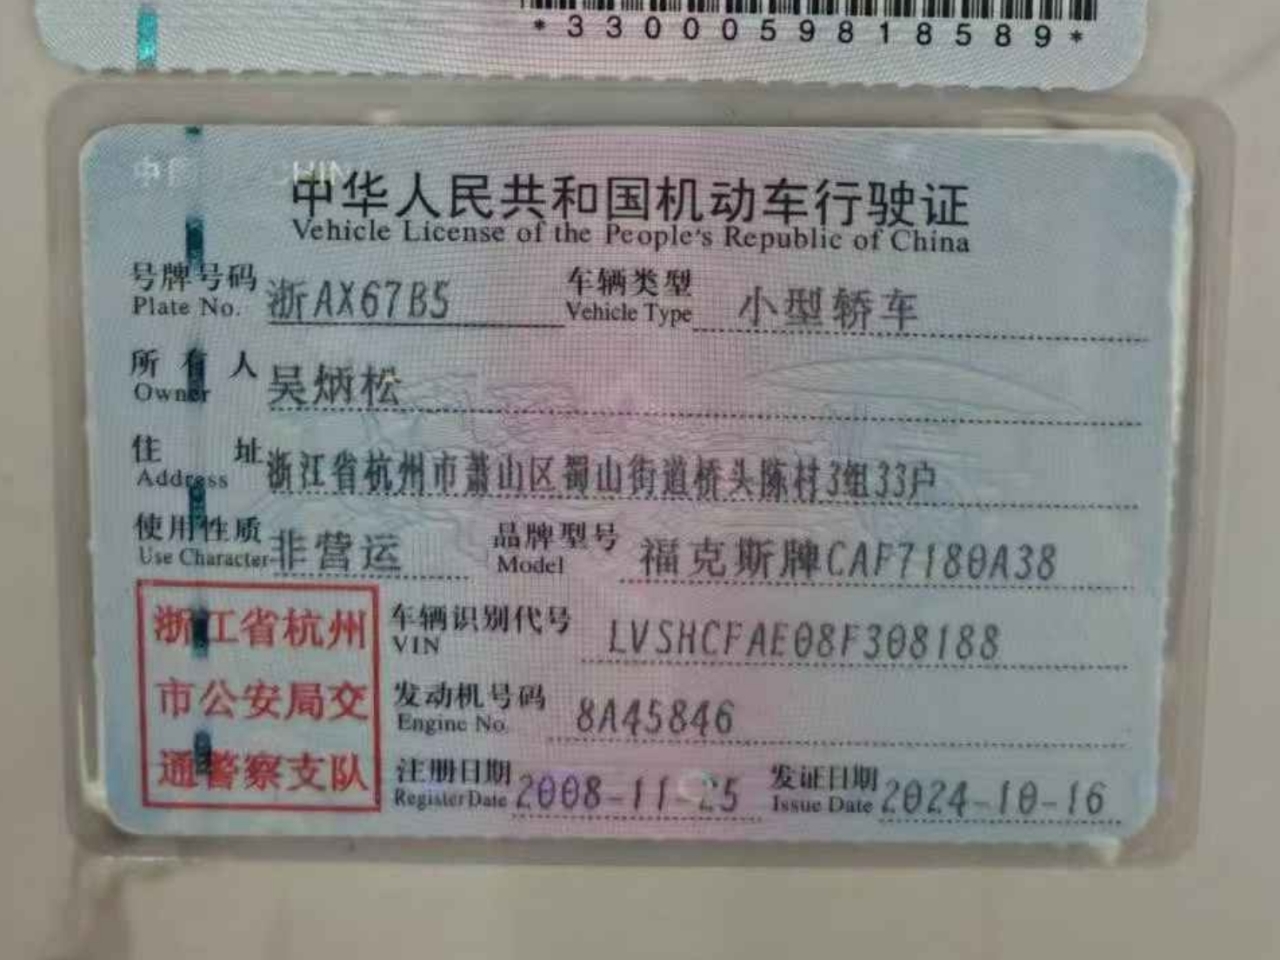 *3300059818589*
中华人民共和国机动车行驶证
Vehicle License of the People's Republic of China
号牌号码 浙AX67B5 车辆类型 小型轿车
Plate No. Vehicle Type
所有人 吴炳松
Owner
住址 浙江省杭州市萧山区蜀山街道桥头陈村3组33户
Address
使用性质 非营运 品牌型号 福克斯牌CAF7180A38
Use Character Model
浙江省杭州
市公安局交
通警察支队
车辆识别代号 LVSHCFAE08F308188
VIN
发动机号码 8A45846
Engine No.
注册日期 2008-11-25 发证日期 2024-10-16
Register Date Issue Date